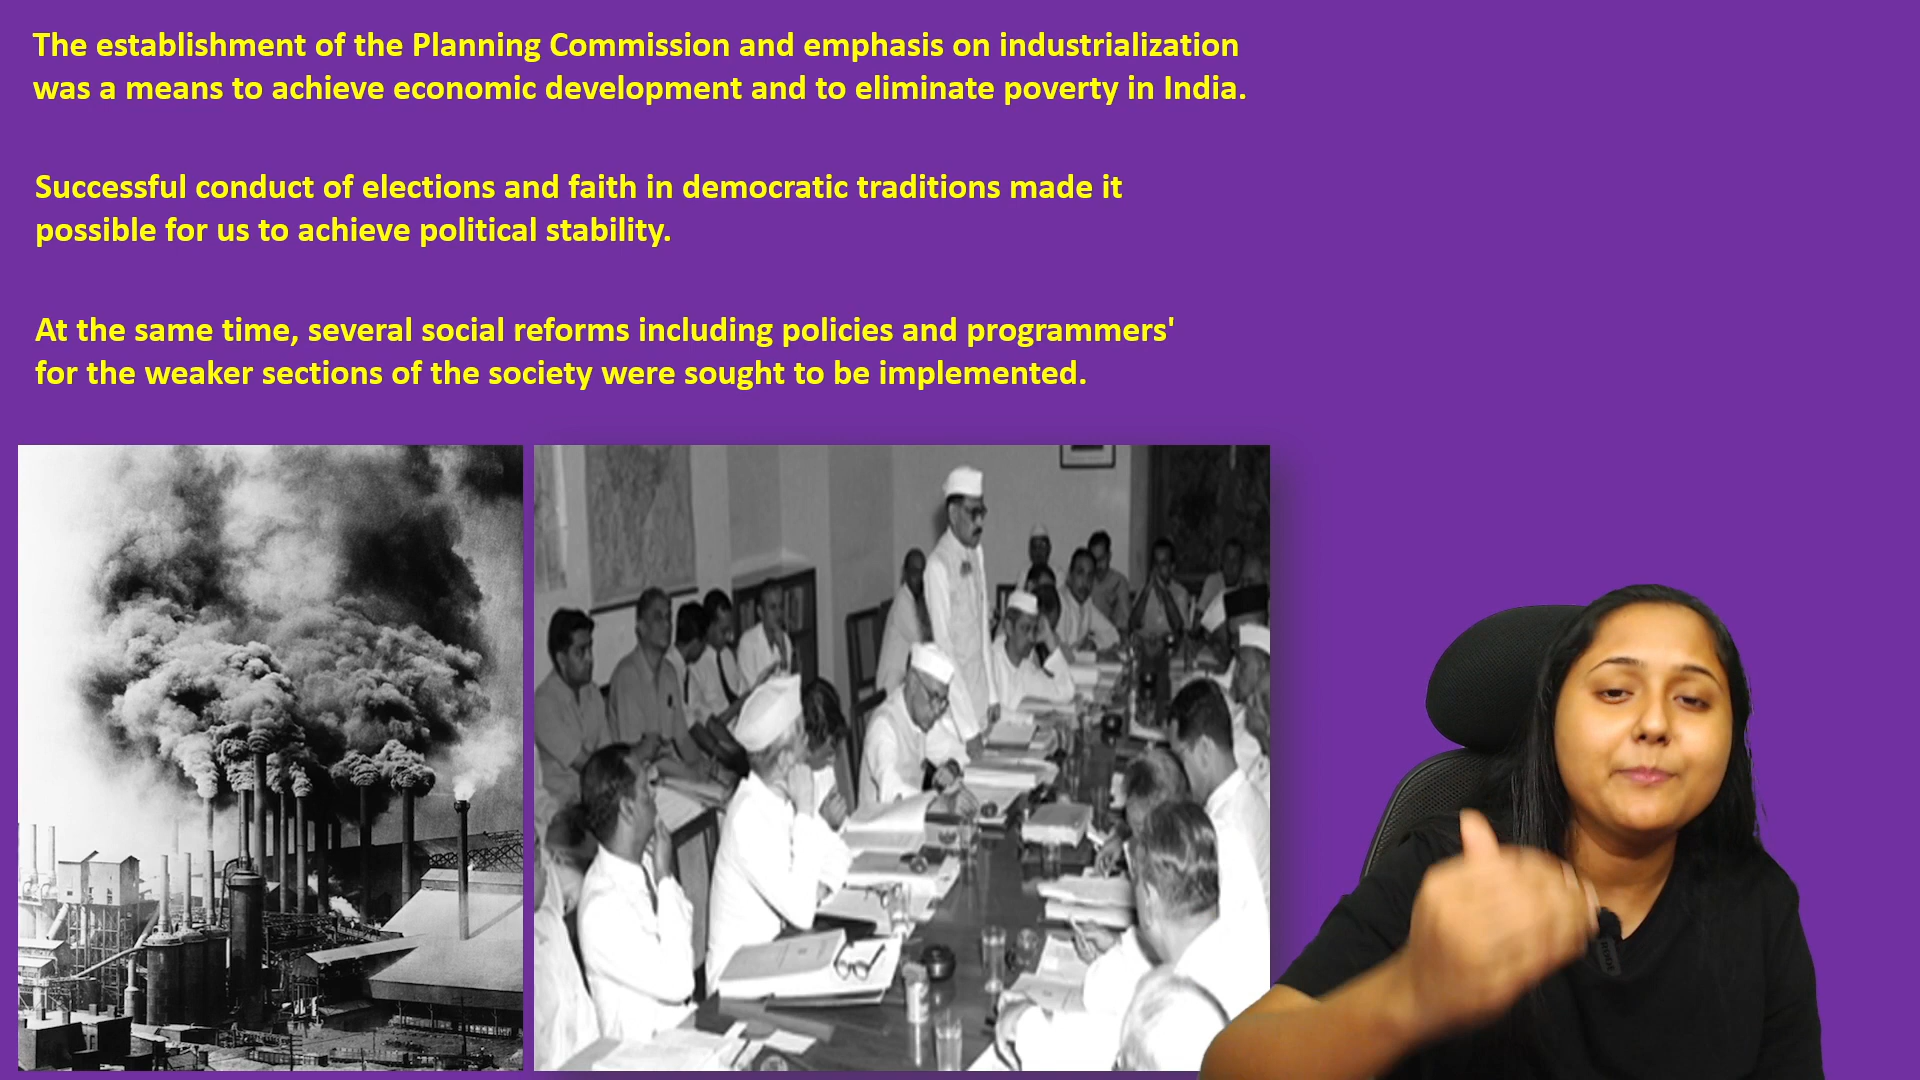 The establishment of the Planning Commission and emphasis on industrialization
was a means to achieve economic development and to eliminate poverty in India.
Successful conduct of elections and faith in democratic traditions made it
possible for us to achieve political stability.
At the same time, several social reforms including policies and programmers'
for the weaker sections of the society were sought to be implemented.